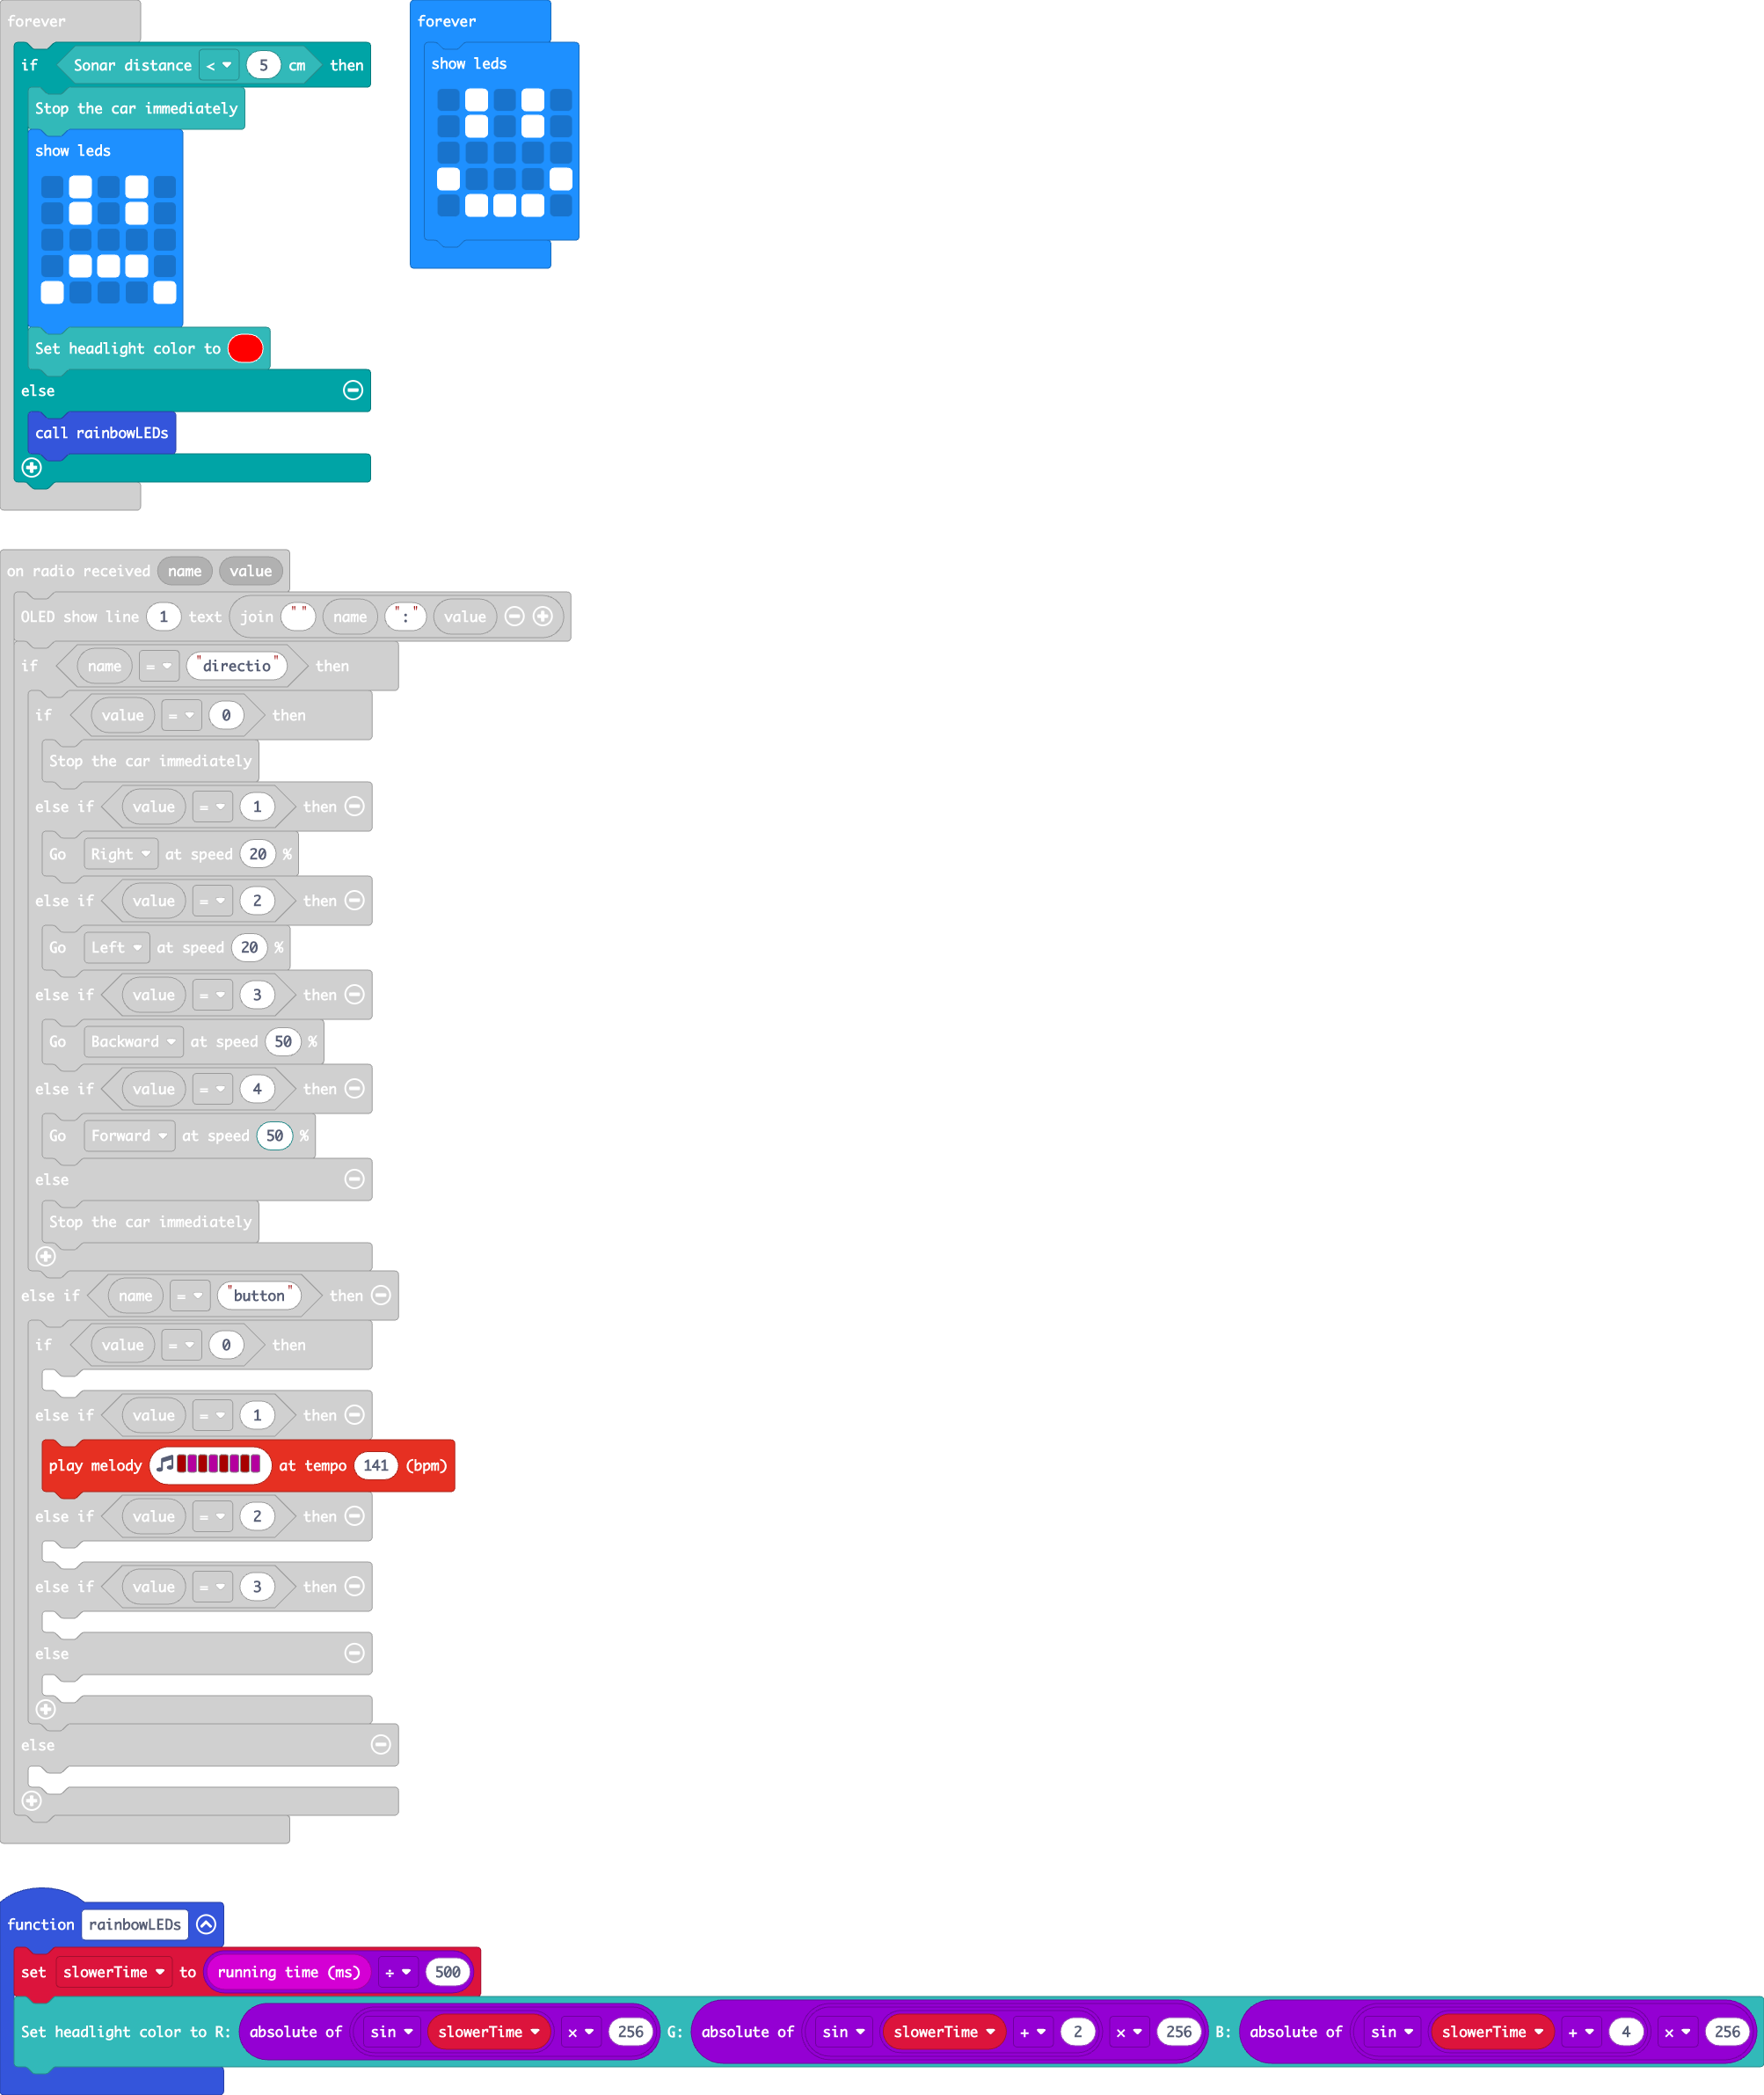 forever
if Sonar distance < 5 cm then
Stop the car immediately
show leds
Set headlight color to
else
call rainbowLEDs
forever
show leds
on radio received name value
OLED show line 1 text join " " name ":" value
if name = "directio" then
if value = 0 then
Stop the car immediately
else if value = 1 then
Go Right at speed 20 %
else if value = 2 then
Go Left at speed 20 %
else if value = 3 then
Go Backward at speed 50 %
else if value = 4 then
Go Forward at speed 50 %
else
Stop the car immediately
else if name = "button" then
if value = 0 then
else if value = 1 then
play melody at tempo 141 (bpm)
else if value = 2 then
else if value = 3 then
else
else
function rainbowLEDs
set slowerTime to running time (ms) ÷ 500
Set headlight color to R: absolute of sin slowerTime × 256 G: absolute of sin slowerTime + 2 × 256 B: absolute of sin slowerTime + 4 × 256